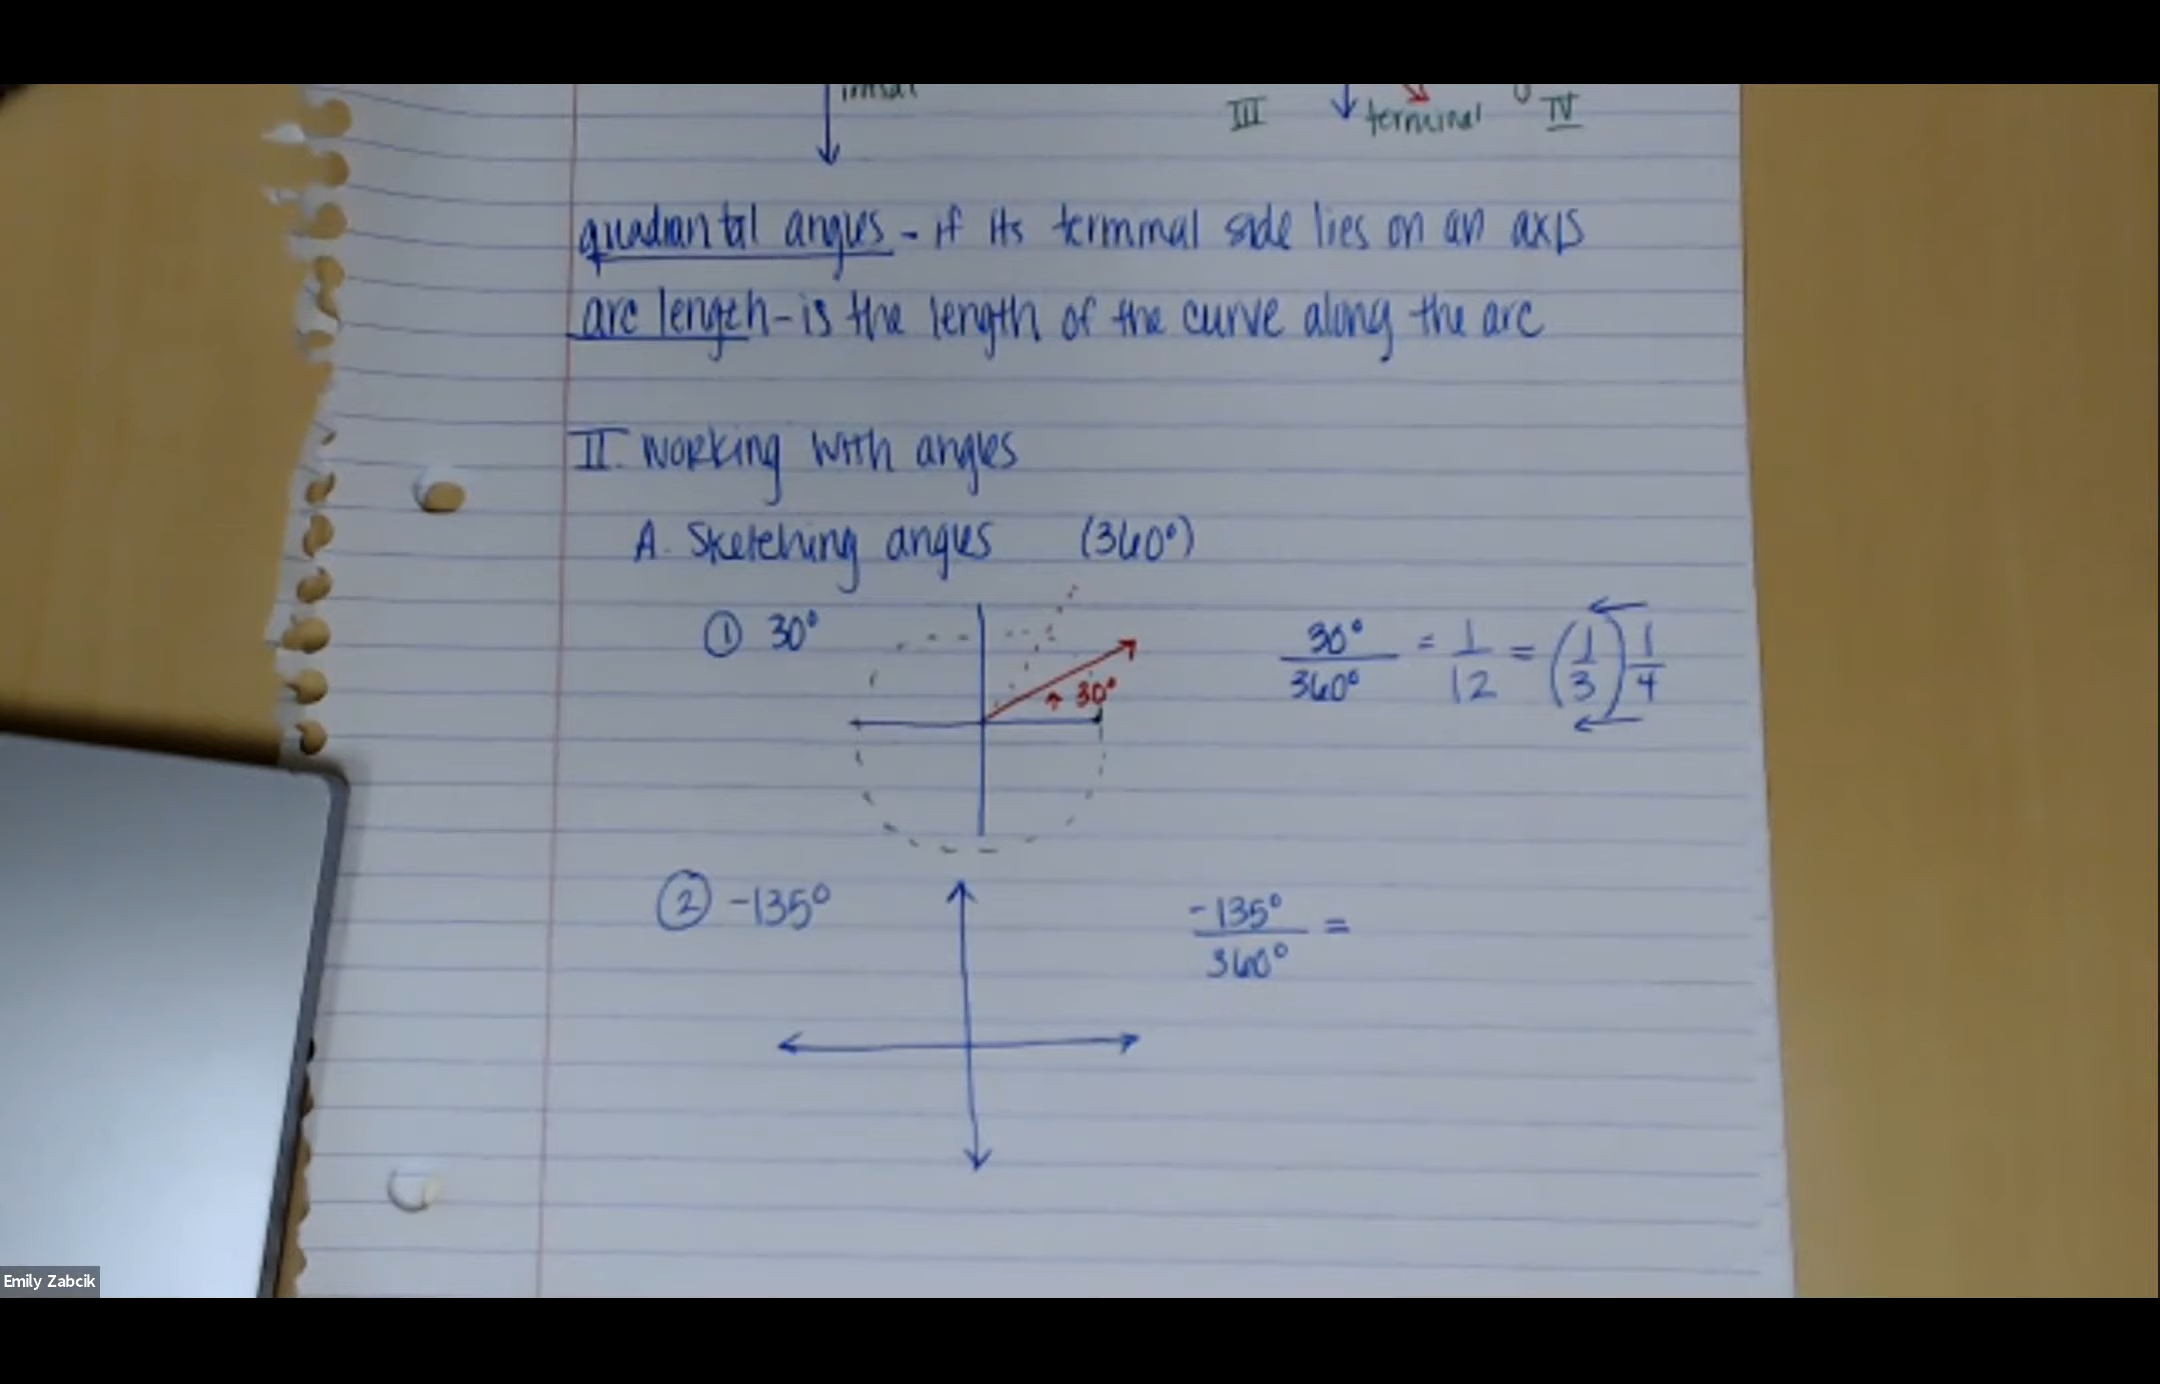 initial
III terminal IV
quadrantal angles - if its terminal side lies on an axis
arc length - is the length of the curve along the arc
II. Working with angles
A. Sketching angles (360°)
① 30°
30°
30°/360° = 1/12 = (1/3) 1/4
② -135°
-135°/360° =
Emily Zabcik